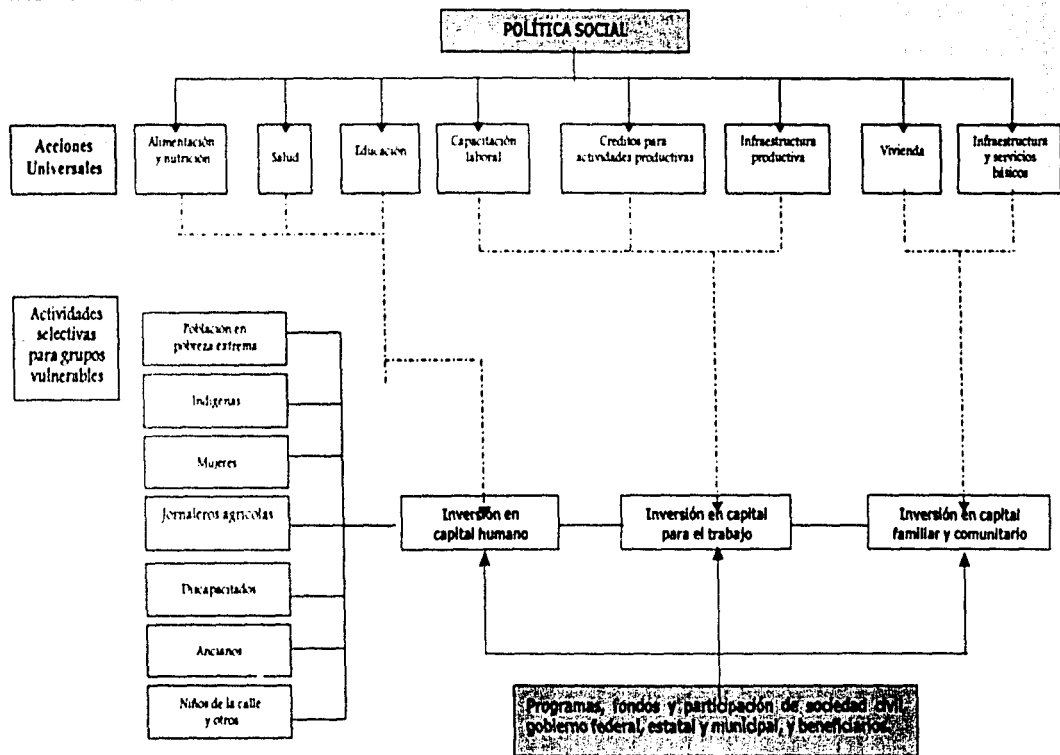 POLÍTICA SOCIAL
Acciones
Universales
Alimentación
y nutrición
Salud
Educación
Capacitación
laboral
Creditos para
actividades productivas
Infraestructura
productiva
Vivienda
Infraestructura
y servicios
básicos
Actividades
selectivas
para grupos
vulnerables
Población en
pobreza extrema
Indigenas
Mujeres
Jornaleros agricolas
Discapacitados
Ancianos
Niños de la calle
y otros
Inversión en
capital humano
Inversión en capital
para el trabajo
Inversión en capital
familiar y comunitario
Programas, fondos y participación de sociedad civil,
gobierno federal, estatal y municipal, y beneficiarios.